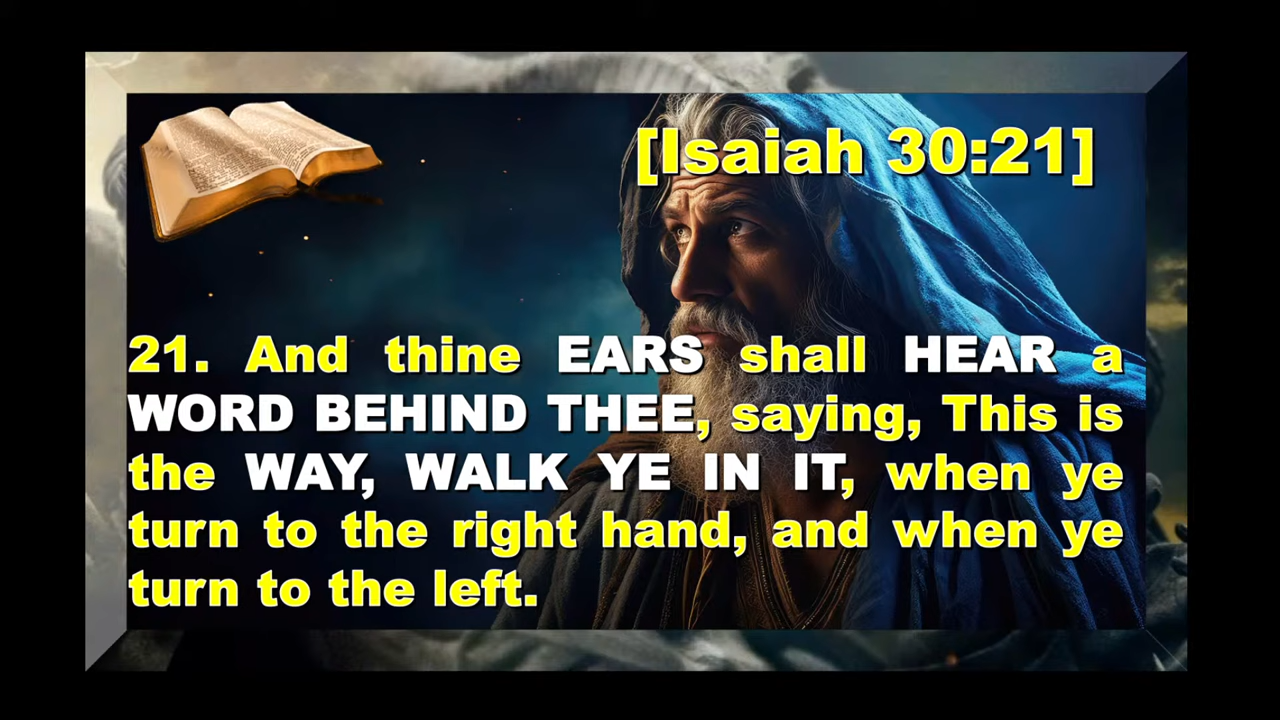 [Isaiah 30:21]
21. And thine EARS shall HEAR a
WORD BEHIND THEE, saying, This is
the WAY, WALK YE IN IT, when ye
turn to the right hand, and when ye
turn to the left.